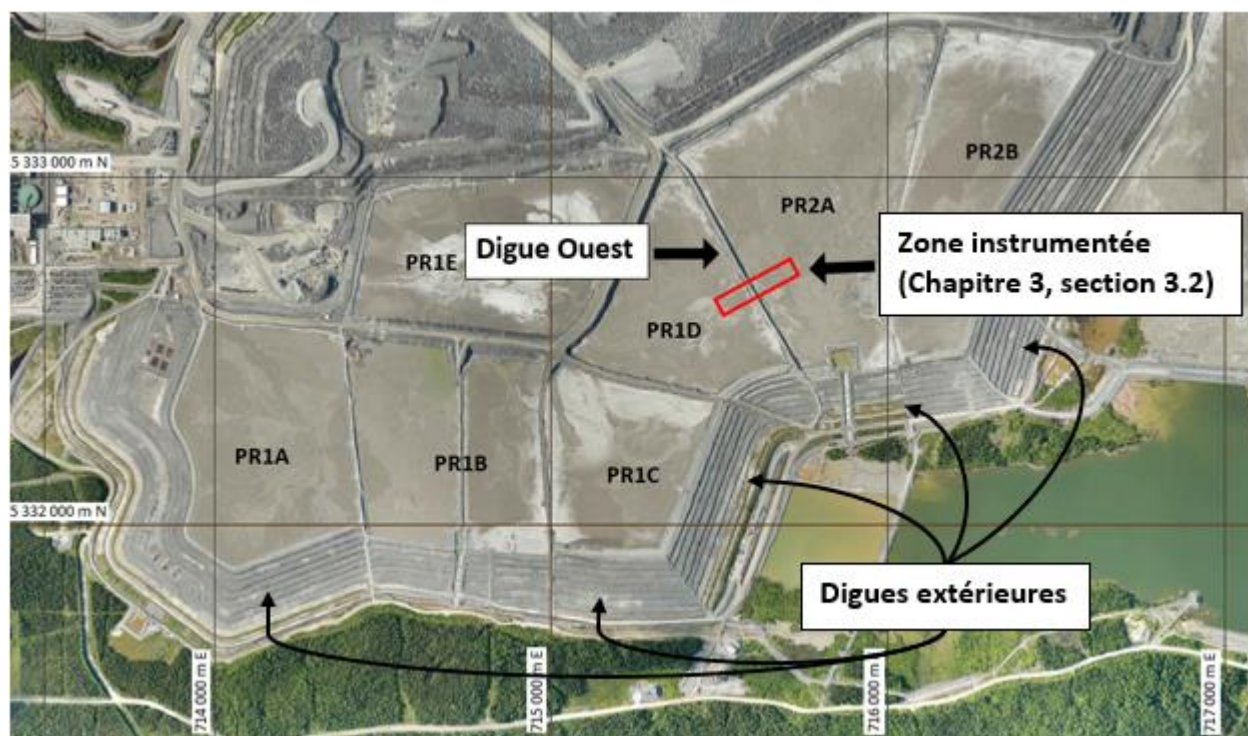 5 333 000 m N
PR2B
PR2A
Digue Ouest
Zone instrumentée
(Chapitre 3, section 3.2)
PR1E
PR1D
PR1A
PR1B
PR1C
5 332 000 m N
Digues extérieures
714 000 m E
715 000 m E
716 000 m E
717 000 m E